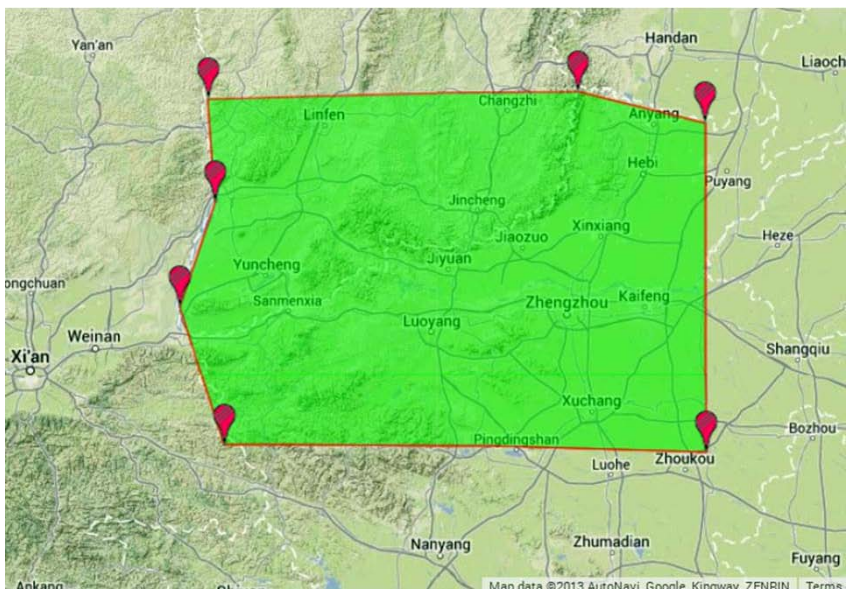 Handan
Yan'an
Liaoch
Changzhi
Linfen
Anyang
Hebi
Puyang
Jincheng
Xinxiang
Jiaozuo
Heze
Jiyuan
Yuncheng
ongchuan
Sanmenxia
Kaifeng
Zhengzhou
Luoyang
Weinan
Shangqiu
Xi'an
Xuchang
Bozhou
Pingdingshan
Zhoukou
Luohe
Nanyang
Zhumadian
Fuyang
Ankang
Map data ©2013 AutoNavi, Google, Kingway, ZENRIN
Terms